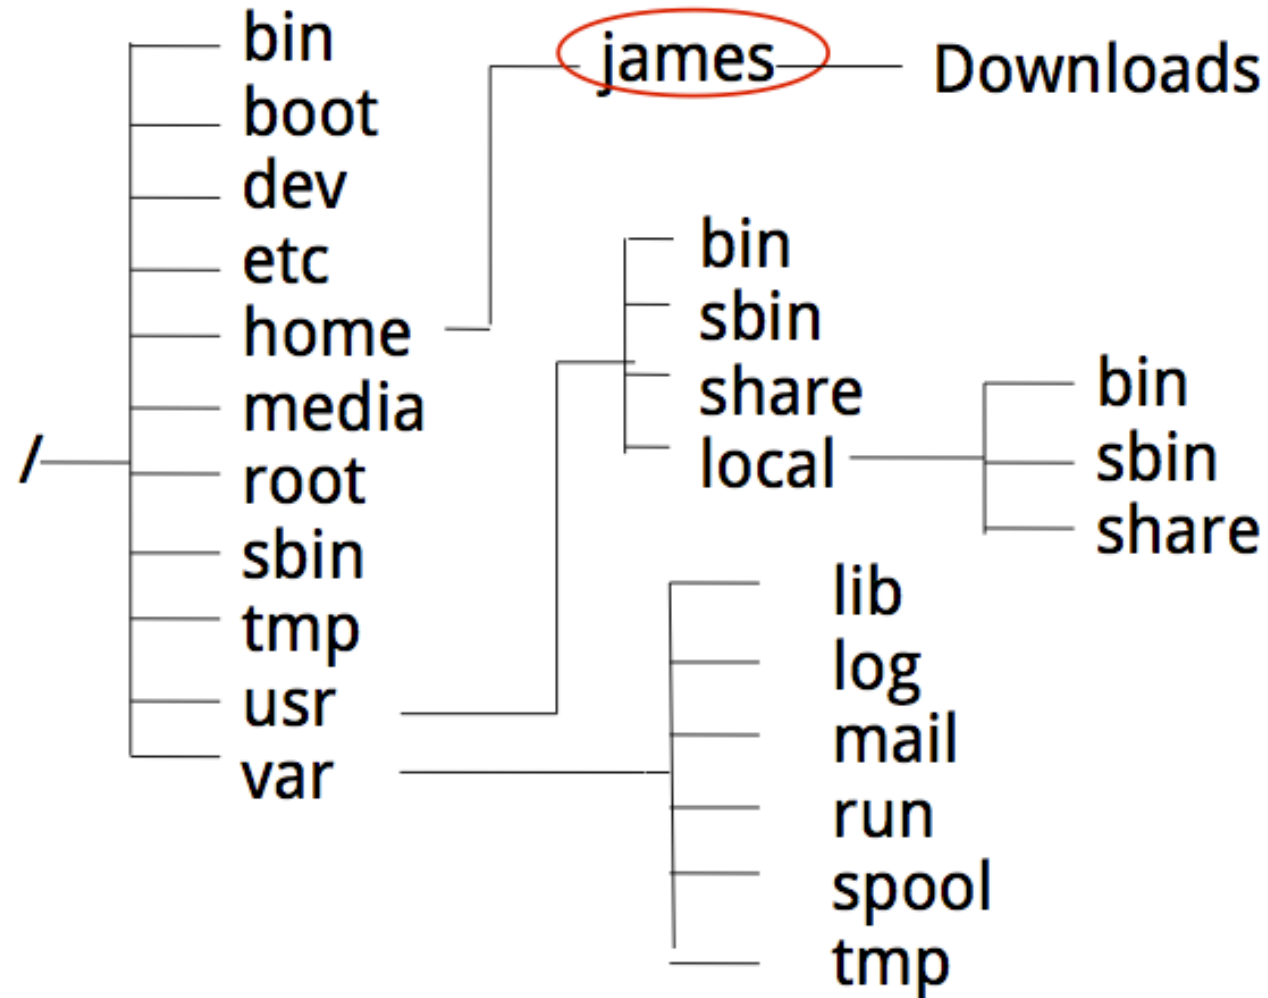 /
bin
boot
dev
etc
home
media
root
sbin
tmp
usr
var
james
Downloads
bin
sbin
share
local
bin
sbin
share
lib
log
mail
run
spool
tmp